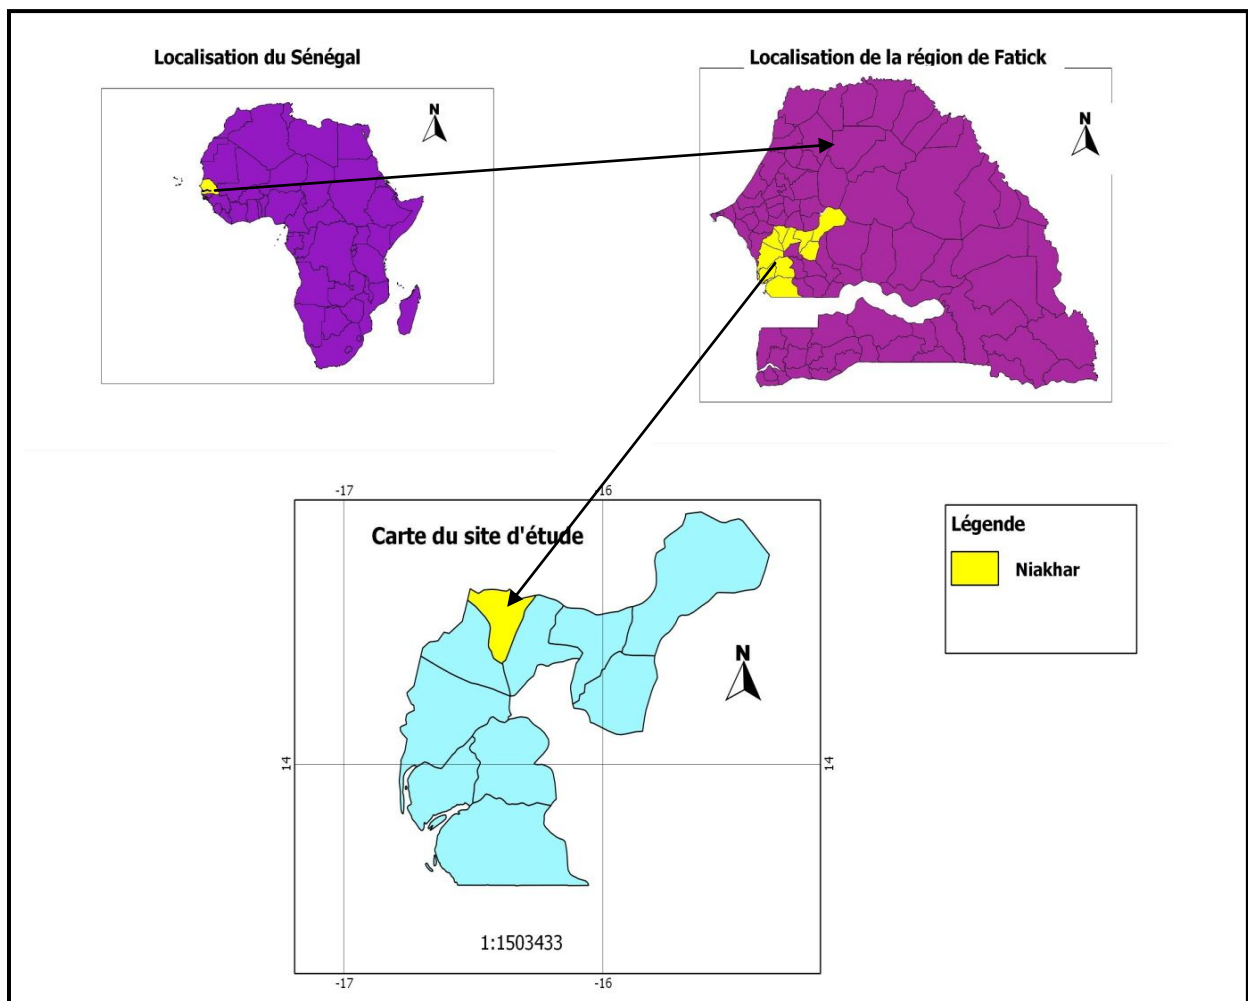 Localisation du Sénégal
Localisation de la région de Fatick
N
N
-17
-16
Carte du site d'étude
Légende
Niakhar
N
14
14
1:1503433
-17
-16